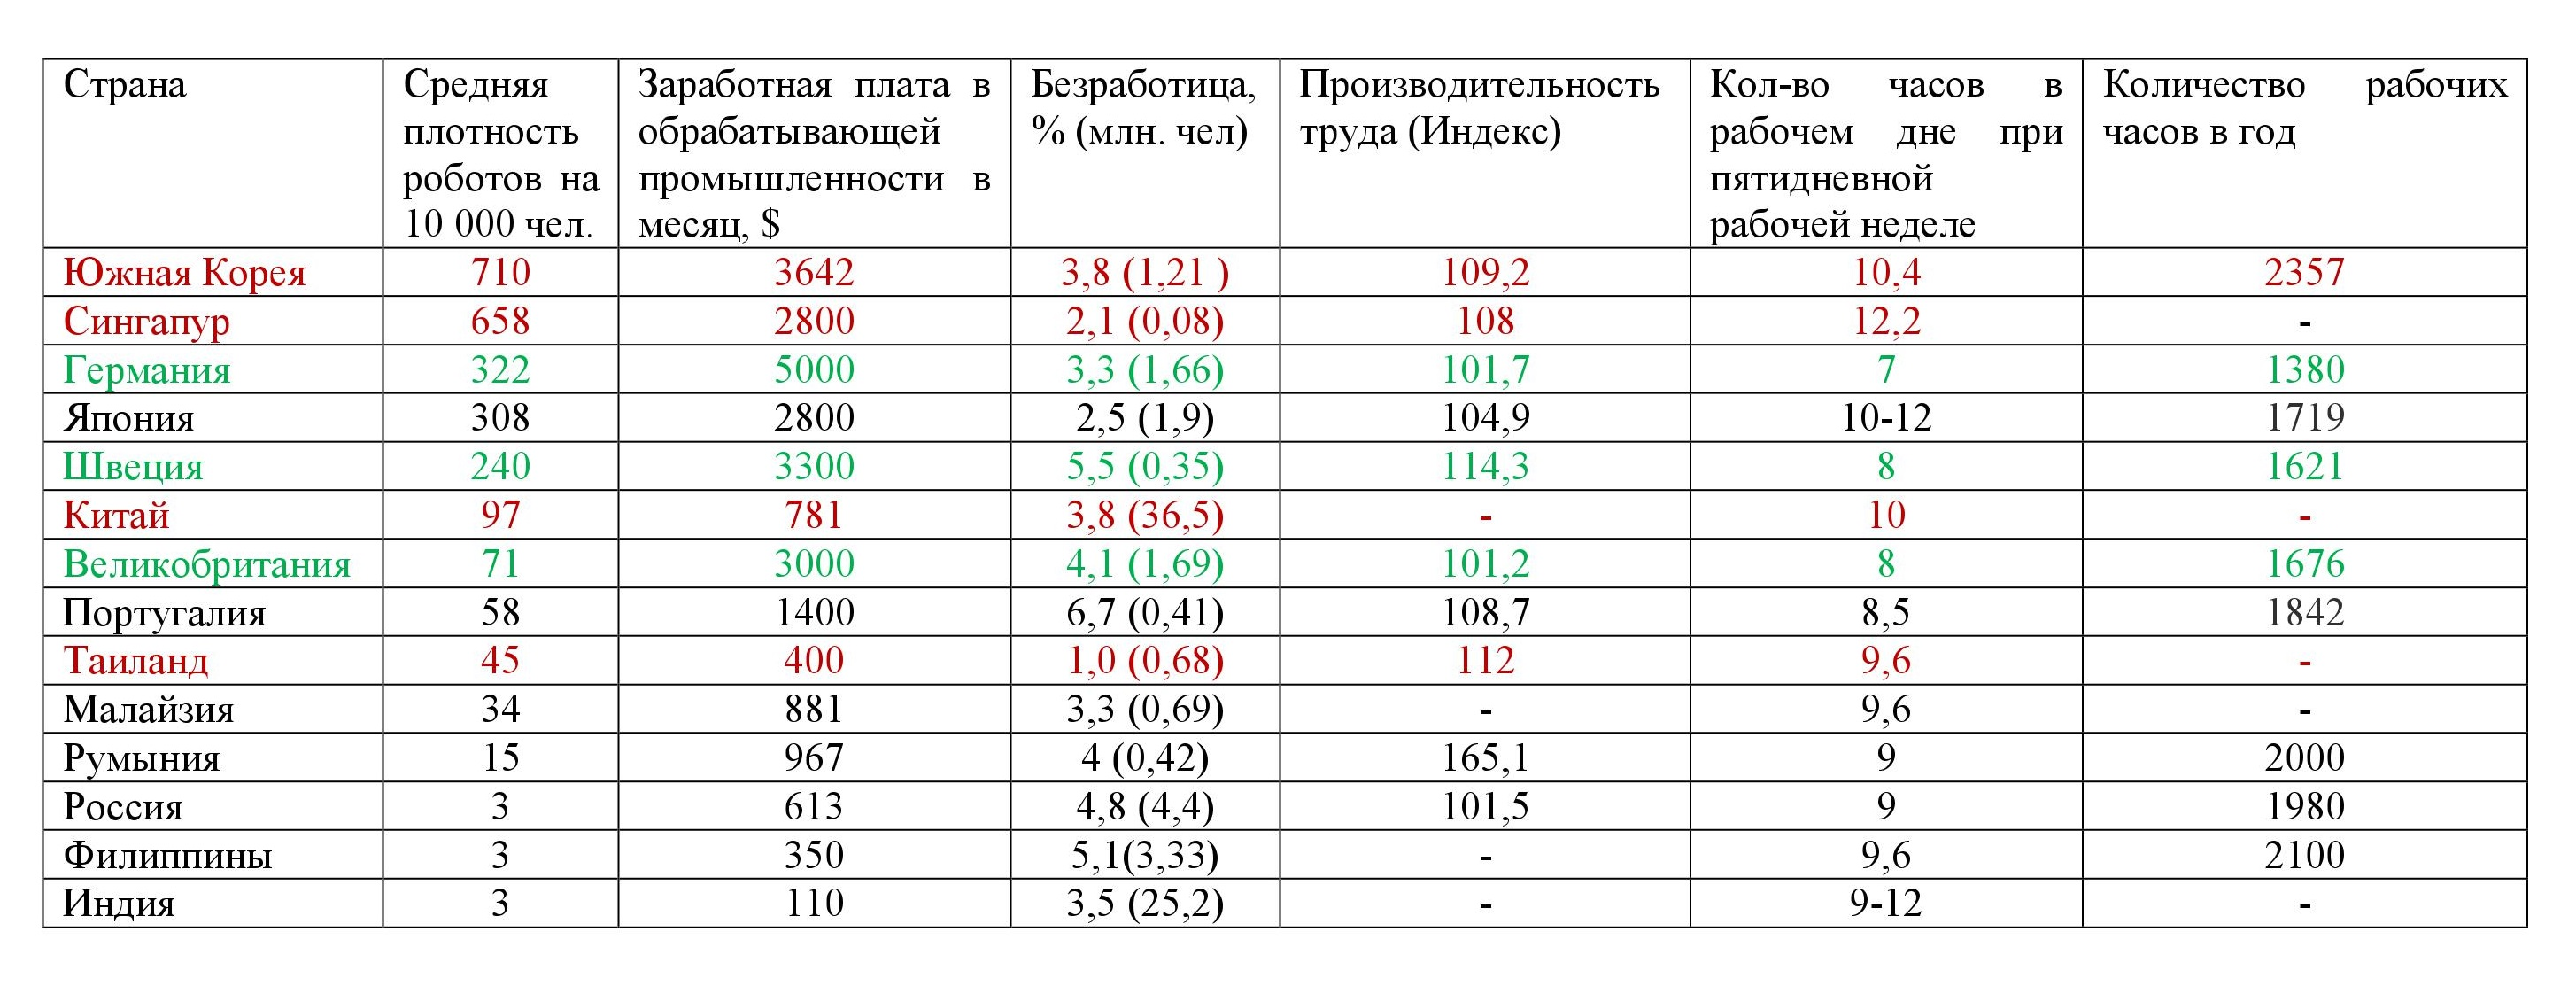 Страна Средняя плотность роботов на 10 000 чел. Заработная плата в обрабатывающей промышленности в месяц, $ Безработица, % (млн. чел) Производительность труда (Индекс) Кол-во часов в рабочем дне при пятидневной рабочей неделе Количество рабочих часов в год
Южная Корея 710 3642 3,8 (1,21 ) 109,2 10,4 2357
Сингапур 658 2800 2,1 (0,08) 108 12,2 -
Германия 322 5000 3,3 (1,66) 101,7 7 1380
Япония 308 2800 2,5 (1,9) 104,9 10-12 1719
Швеция 240 3300 5,5 (0,35) 114,3 8 1621
Китай 97 781 3,8 (36,5) - 10 -
Великобритания 71 3000 4,1 (1,69) 101,2 8 1676
Португалия 58 1400 6,7 (0,41) 108,7 8,5 1842
Таиланд 45 400 1,0 (0,68) 112 9,6 -
Малайзия 34 881 3,3 (0,69) - 9,6 -
Румыния 15 967 4 (0,42) 165,1 9 2000
Россия 3 613 4,8 (4,4) 101,5 9 1980
Филиппины 3 350 5,1(3,33) - 9,6 2100
Индия 3 110 3,5 (25,2) - 9-12 -